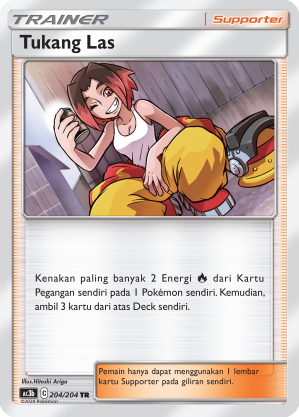 TRAINER
Supporter
Tukang Las
Kenakan paling banyak 2 Energi dari Kartu
Pegangan sendiri pada 1 Pokémon sendiri. Kemudian,
ambil 3 kartu dari atas Deck sendiri.
Illus.Hitoshi Ariga
Pemain hanya dapat menggunakan 1 lembar
kartu Supporter pada giliran sendiri.
C 204/204 TR
©2020 Pokémon